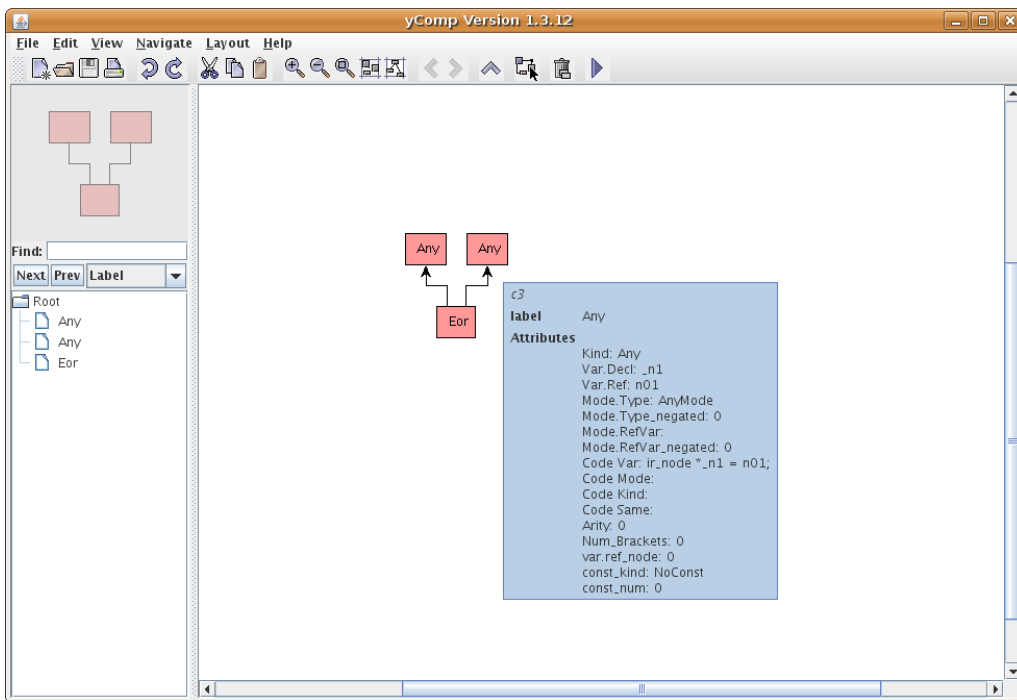 yComp Version 1.3.12
File Edit View Navigate Layout Help
Find:
Next Prev Label
Root
Any
Any
Eor
Any Any
Eor
c3
label Any
Attributes
Kind: Any
Var.Decl: _n1
Var.Ref: n01
Mode.Type: AnyMode
Mode.Type_negated: 0
Mode.RefVar:
Mode.RefVar_negated: 0
Code Var: ir_node *_n1 = n01;
Code Mode:
Code Kind:
Code Same:
Arity: 0
Num_Brackets: 0
var.ref_node: 0
const_kind: NoConst
const_num: 0